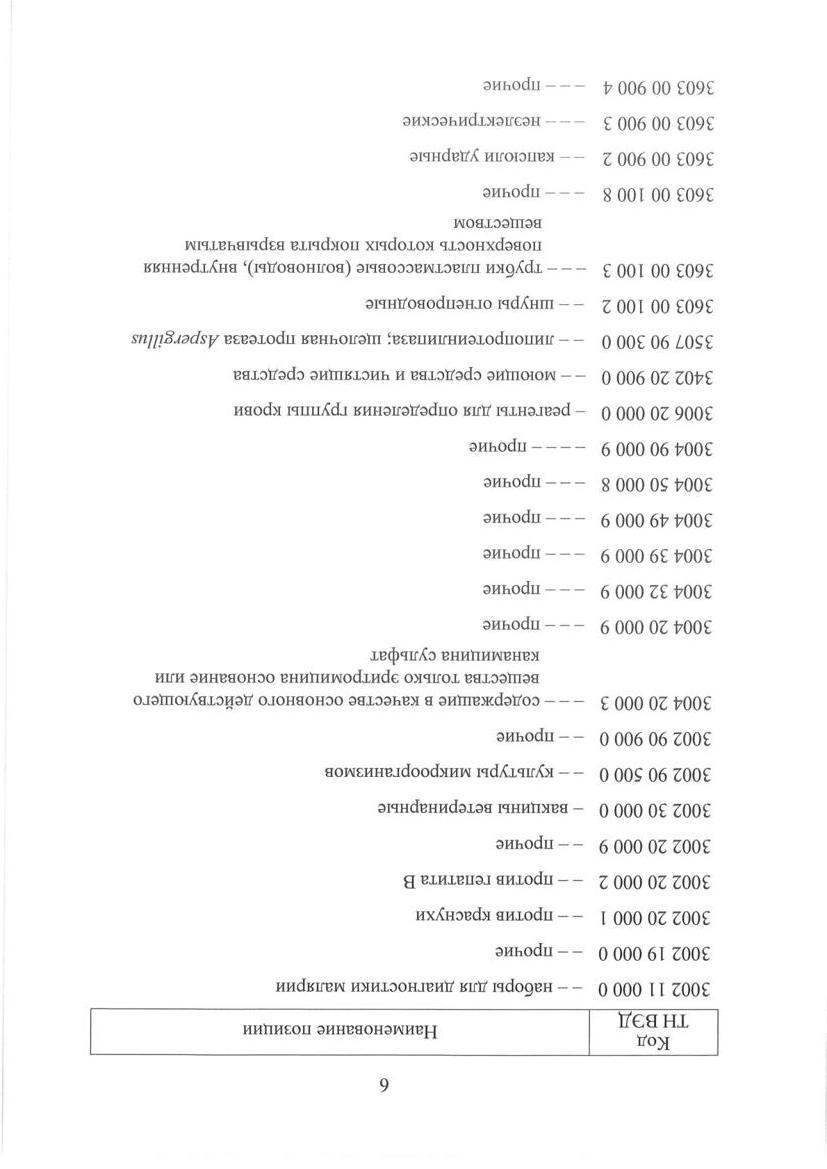 6
Код
ТН ВЭД
Наименование позиции
3002 11 000 0 – – наборы для диагностики малярии
3002 19 000 0 – – прочие
3002 20 000 1 – – против краснухи
3002 20 000 2 – – против гепатита В
3002 20 000 9 – – прочие
3002 30 000 0 – вакцины ветеринарные
3002 90 500 0 – – культуры микроорганизмов
3002 90 900 0 – – прочие
3004 20 000 3 – – – содержащие в качестве основного действующего
вещества только эритромицина основание или
канамицина сульфат
3004 20 000 9 – – – прочие
3004 32 000 9 – – – прочие
3004 39 000 9 – – – прочие
3004 49 000 9 – – – прочие
3004 50 000 8 – – – прочие
3004 90 000 9 – – – – прочие
3006 20 000 0 – реагенты для определения группы крови
3402 20 900 0 – – моющие средства и чистящие средства
3507 90 300 0 – – липопротеинлипаза; щелочная протеаза Aspergillus
3603 00 100 2 – – шнуры огнепроводные
3603 00 100 3 – – – трубки пластмассовые (волноводы), внутренняя
поверхность которых покрыта взрывчатым
веществом
3603 00 100 8 – – – прочие
3603 00 900 2 – – капсюли ударные
3603 00 900 3 – – – неэлектрические
3603 00 900 4 – – – прочие